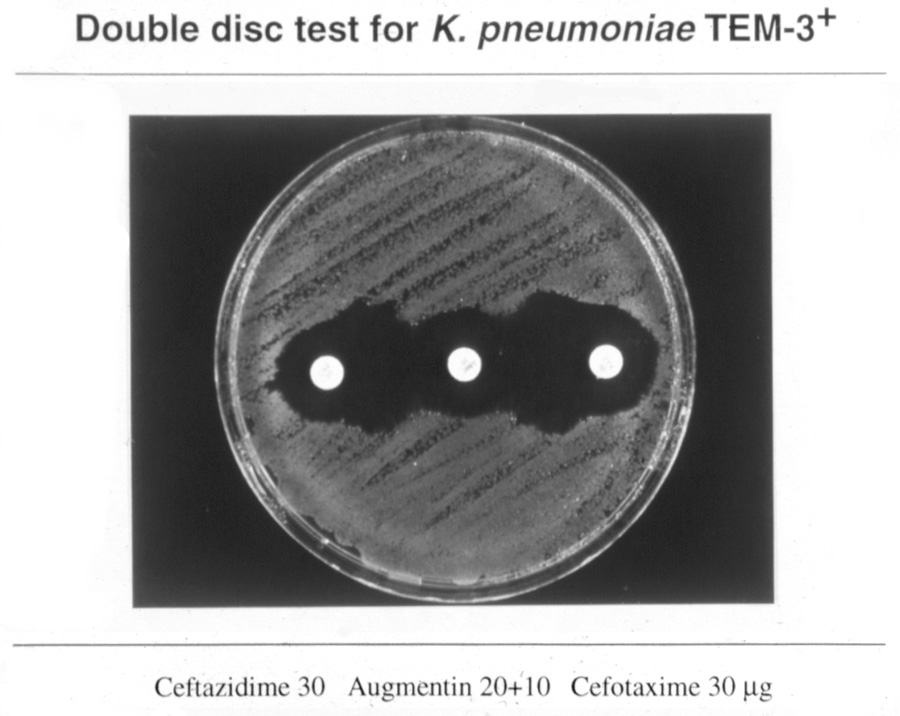 Double disc test for K. pneumoniae TEM-3+
Ceftazidime 30 Augmentin 20+10 Cefotaxime 30 µg